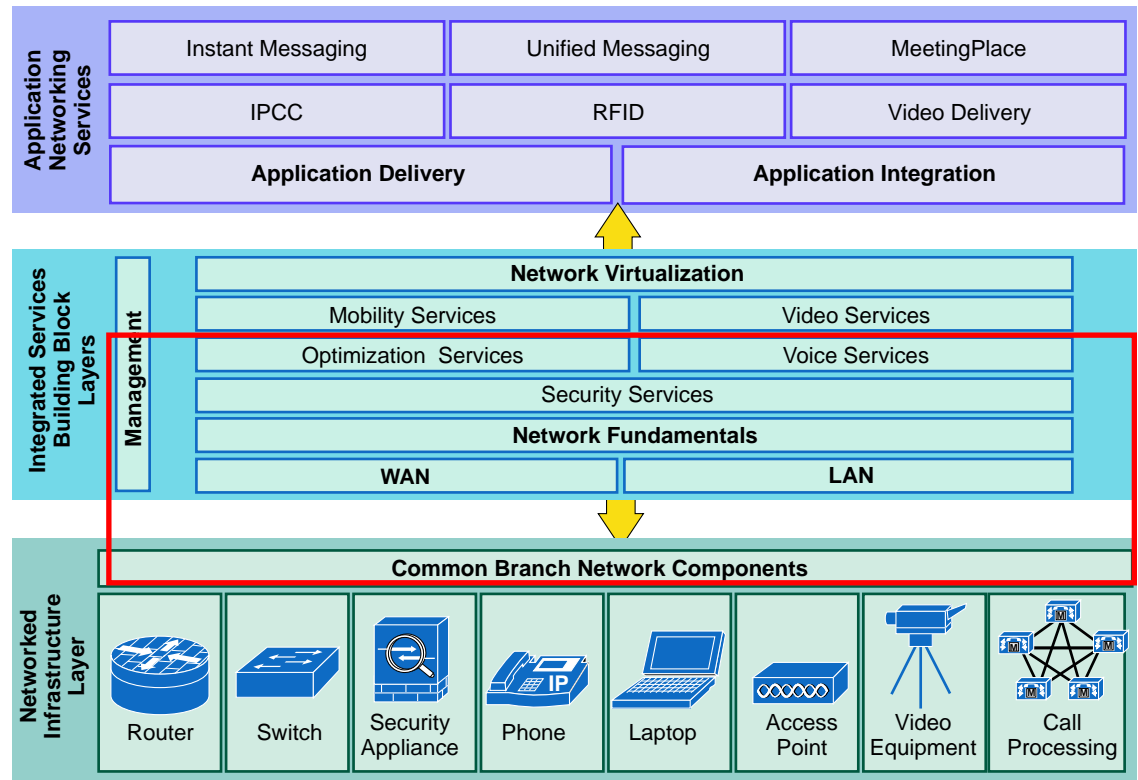 Application
Networking
Services
Instant Messaging
Unified Messaging
MeetingPlace
IPCC
RFID
Video Delivery
Application Delivery
Application Integration
Integrated Services
Building Block
Layers
Management
Network Virtualization
Mobility Services
Video Services
Optimization Services
Voice Services
Security Services
Network Fundamentals
WAN
LAN
Networked
Infrastructure
Layer
Common Branch Network Components
Router
Switch
Security
Appliance
IP
Phone
Laptop
Access
Point
Video
Equipment
M
M
M
M
M
Call
Processing